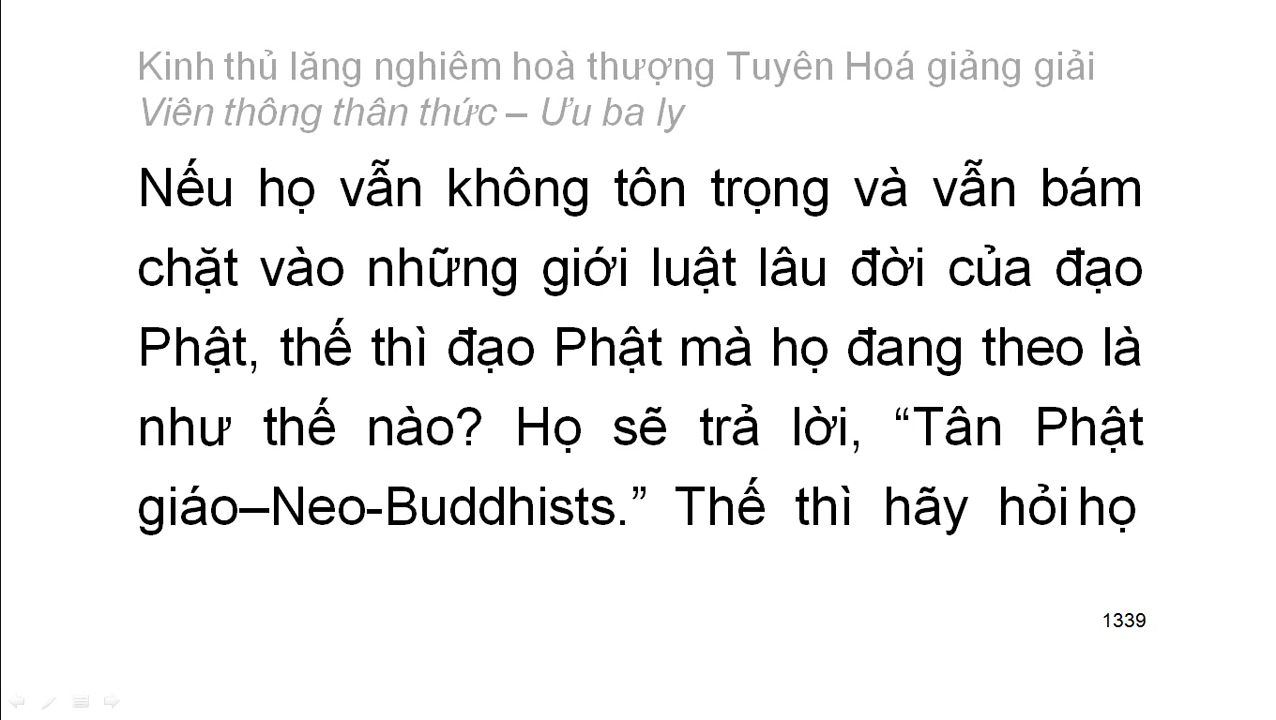 Kinh thủ lăng nghiêm hoà thượng Tuyên Hoá giảng giải
Viên thông thân thức – Ưu ba ly
Nếu họ vẫn không tôn trọng và vẫn bám
chặt vào những giới luật lâu đời của đạo
Phật, thế thì đạo Phật mà họ đang theo là
như thế nào? Họ sẽ trả lời, “Tân Phật
giáo–Neo-Buddhists.” Thế thì hãy hỏi họ
1339